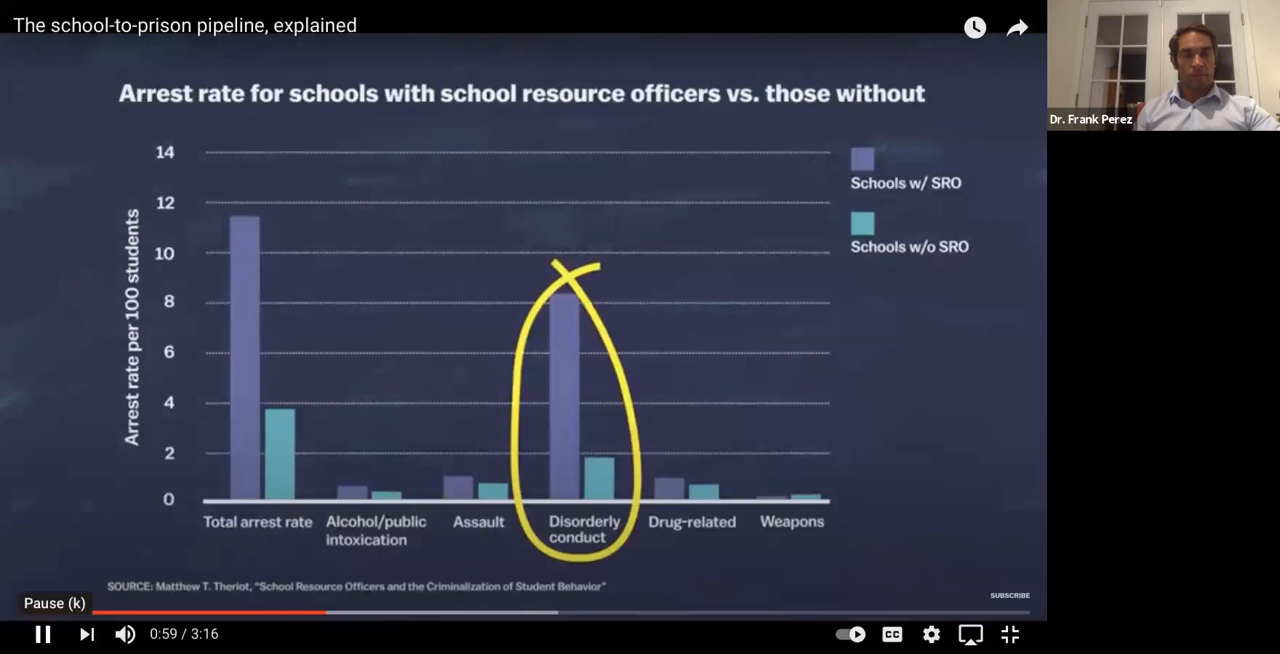 The school-to-prison pipeline, explained
Dr. Frank Perez
Arrest rate for schools with school resource officers vs. those without
Arrest rate per 100 students
14
12
10
8
6
4
2
0
Schools w/ SRO
Schools w/o SRO
Total arrest rate
Alcohol/public
intoxication
Assault
Disorderly
conduct
Drug-related
Weapons
SOURCE: Matthew T. Theriot, "School Resource Officers and the Criminalization of Student Behavior"
SUBSCRIBE
Pause (k)
0:59 / 3:16
CC